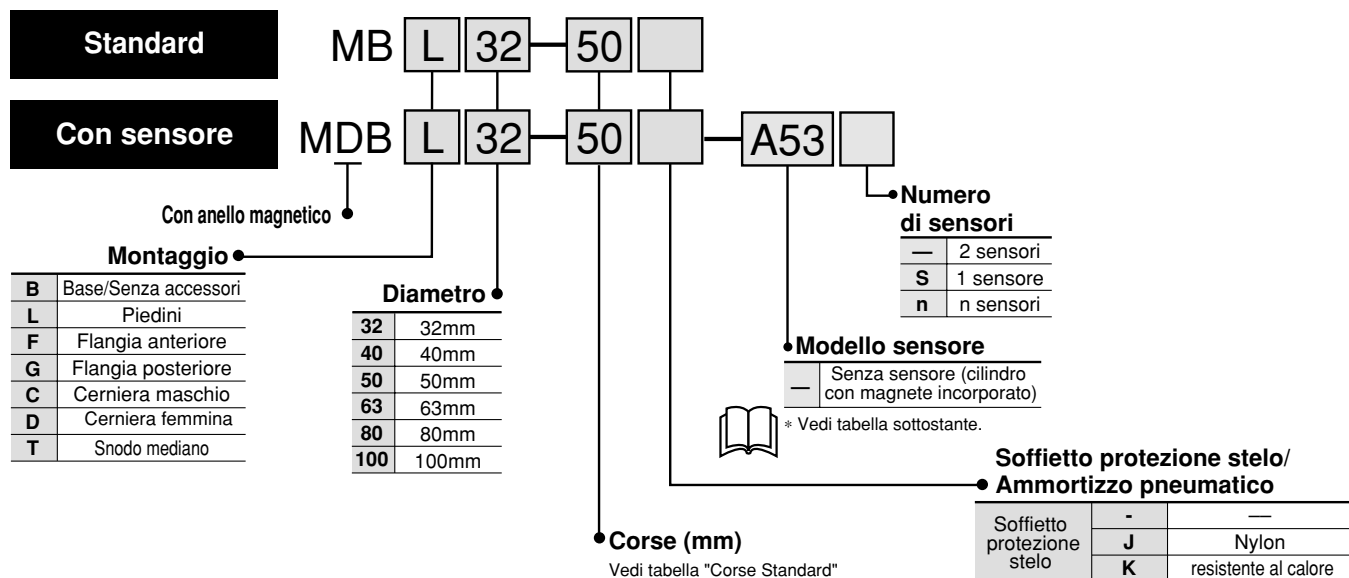 Standard MB L 32 50
Con sensore MDB L 32 50 A53
Con anello magnetico
Numero
di sensori
— 2 sensori
S 1 sensore
n n sensori
Montaggio
B Base/Senza accessori
L Piedini
F Flangia anteriore
G Flangia posteriore
C Cerniera maschio
D Cerniera femmina
T Snodo mediano
Diametro
32 32mm
40 40mm
50 50mm
63 63mm
80 80mm
100 100mm
Modello sensore
— Senza sensore (cilindro
con magnete incorporato)
* Vedi tabella sottostante.
Soffietto protezione stelo/
Ammortizzo pneumatico
Soffietto
protezione
stelo
- —
J Nylon
K resistente al calore
Corse (mm)
Vedi tabella "Corse Standard"